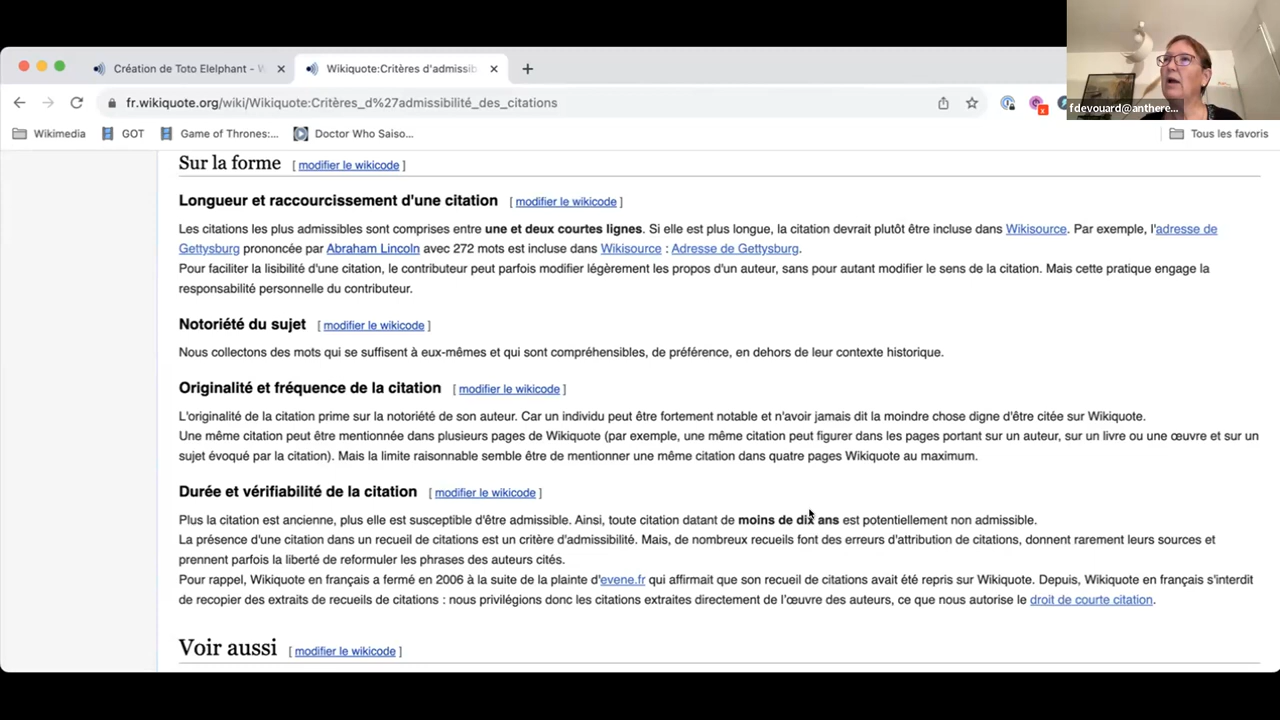 Création de Toto Elelphant - W
Wikiquote:Critères d'admissib
fr.wikiquote.org/wiki/Wikiquote:Critères_d%27admissibilité_des_citations
fdevouard@anthere...
Wikimedia
GOT
Game of Thrones:...
Doctor Who Saiso...
Tous les favoris
Sur la forme [ modifier le wikicode ]
Longueur et raccourcissement d'une citation [ modifier le wikicode ]
Les citations les plus admissibles sont comprises entre une et deux courtes lignes. Si elle est plus longue, la citation devrait plutôt être incluse dans Wikisource. Par exemple, l'adresse de
Gettysburg prononcée par Abraham Lincoln avec 272 mots est incluse dans Wikisource : Adresse de Gettysburg.
Pour faciliter la lisibilité d'une citation, le contributeur peut parfois modifier légèrement les propos d'un auteur, sans pour autant modifier le sens de la citation. Mais cette pratique engage la
responsabilité personnelle du contributeur.
Notoriété du sujet [ modifier le wikicode ]
Nous collectons des mots qui se suffisent à eux-mêmes et qui sont compréhensibles, de préférence, en dehors de leur contexte historique.
Originalité et fréquence de la citation [ modifier le wikicode ]
L'originalité de la citation prime sur la notoriété de son auteur. Car un individu peut être fortement notable et n'avoir jamais dit la moindre chose digne d'être citée sur Wikiquote.
Une même citation peut être mentionnée dans plusieurs pages de Wikiquote (par exemple, une même citation peut figurer dans les pages portant sur un auteur, sur un livre ou une œuvre et sur un
sujet évoqué par la citation). Mais la limite raisonnable semble être de mentionner une même citation dans quatre pages Wikiquote au maximum.
Durée et vérifiabilité de la citation [ modifier le wikicode ]
Plus la citation est ancienne, plus elle est susceptible d'être admissible. Ainsi, toute citation datant de moins de dix ans est potentiellement non admissible.
La présence d'une citation dans un recueil de citations est un critère d'admissibilité. Mais, de nombreux recueils font des erreurs d'attribution de citations, donnent rarement leurs sources et
prennent parfois la liberté de reformuler les phrases des auteurs cités.
Pour rappel, Wikiquote en français a fermé en 2006 à la suite de la plainte d'evene.fr qui affirmait que son recueil de citations avait été repris sur Wikiquote. Depuis, Wikiquote en français s'interdit
de recopier des extraits de recueils de citations : nous privilégions donc les citations extraites directement de l'œuvre des auteurs, ce que nous autorise le droit de courte citation.
Voir aussi [ modifier le wikicode ]